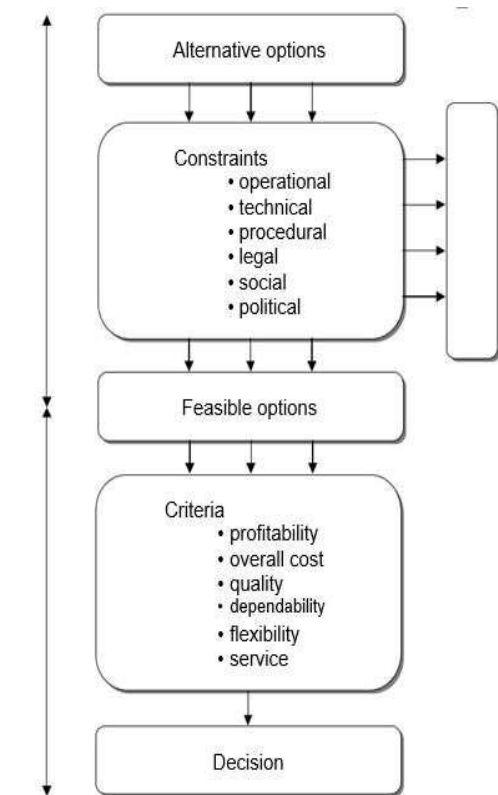 Alternative options
Constraints
• operational
• technical
• procedural
• legal
• social
• political
Feasible options
Criteria
• profitability
• overall cost
• quality
• dependability
• flexibility
• service
Decision